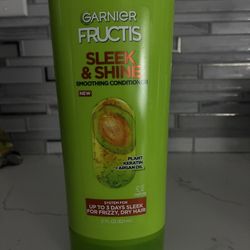 GARNIER
FRUCTIS
SLEEK
& SHINE
SMOOTHING CONDITIONER
NEW
PLANT
KERATIN
+ ARGAN OIL
SYSTEM FOR
UP TO 3 DAYS SLEEK
FOR FRIZZY, DRY HAIR